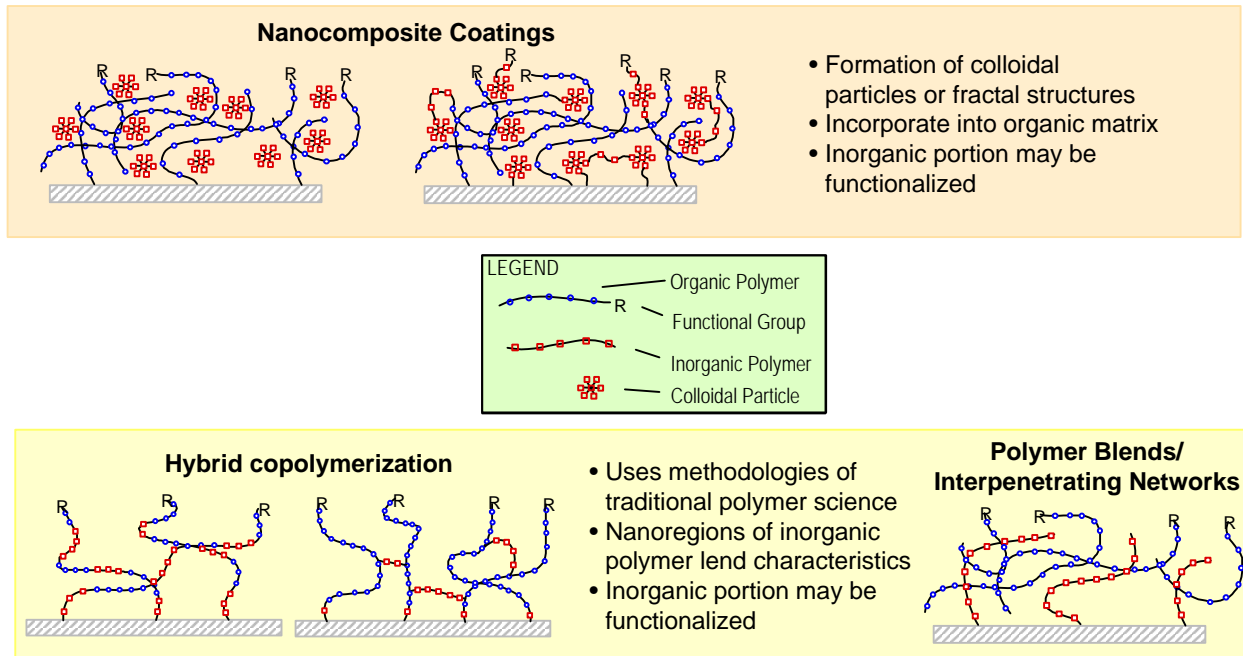 Nanocomposite Coatings
R R R R
R R R R
• Formation of colloidal
particles or fractal structures
• Incorporate into organic matrix
• Inorganic portion may be
functionalized
LEGEND
Organic Polymer
R
Functional Group
Inorganic Polymer
Colloidal Particle
Hybrid copolymerization
R R R
R R R
• Uses methodologies of
traditional polymer science
• Nanoregions of inorganic
polymer lend characteristics
• Inorganic portion may be
functionalized
Polymer Blends/
Interpenetrating Networks
R R R R